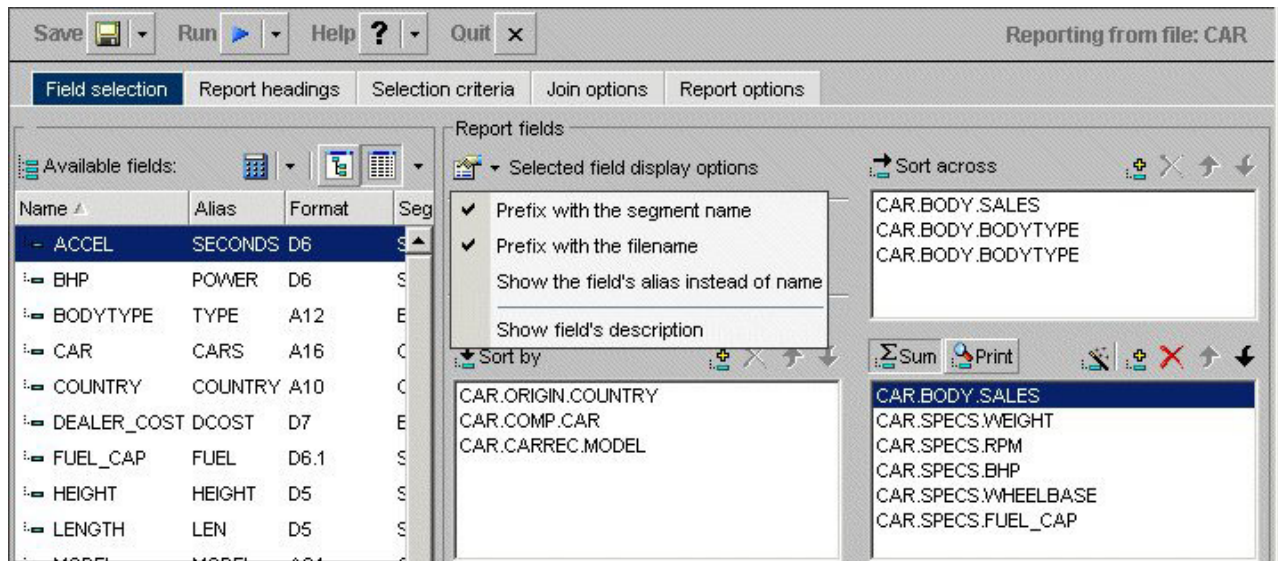 Save Run Help ? Quit Reporting from file: CAR
Field selection Report headings Selection criteria Join options Report options
Report fields
Available fields:
Selected field display options
Sort across
Name Alias Format Seg
ACCEL SECONDS D6 S
BHP POWER D6 S
BODYTYPE TYPE A12
CAR CARS A16 C
COUNTRY COUNTRY A10
DEALER_COST DCOST D7
FUEL_CAP FUEL D6.1 S
HEIGHT HEIGHT D5 S
LENGTH LEN D5 S
MODEL MODEL
Prefix with the segment name
Prefix with the filename
Show the field's alias instead of name
Show field's description
CAR.BODY.SALES
CAR.BODY.BODYTYPE
CAR.BODY.BODYTYPE
Sort by
CAR.ORIGIN.COUNTRY
CAR.COMP.CAR
CAR.CARREC.MODEL
Sum Print
CAR.BODY.SALES
CAR.SPECS.WEIGHT
CAR.SPECS.RPM
CAR.SPECS.BHP
CAR.SPECS.WHEELBASE
CAR.SPECS.FUEL_CAP